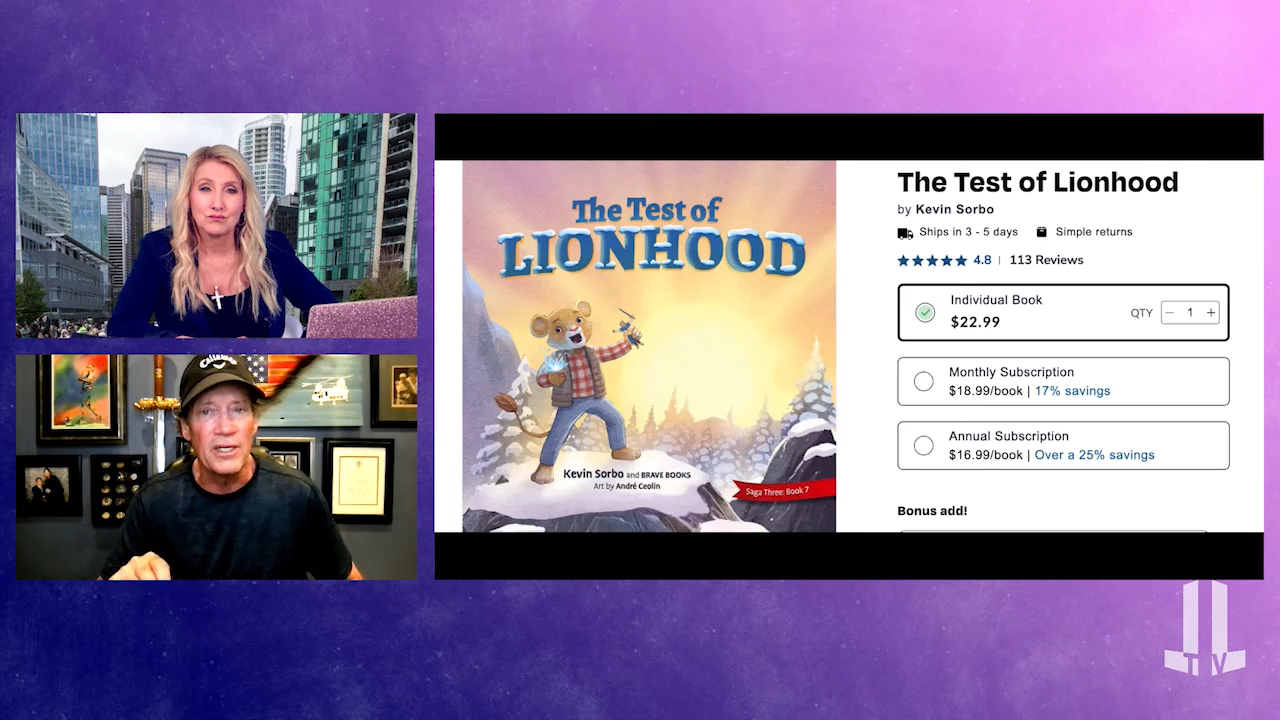 Callaway
The Test of
LIONHOOD
Kevin Sorbo and BRAVE BOOKS
Art by André Ceolin
Saga Three: Book 7
The Test of Lionhood
by Kevin Sorbo
Ships in 3 - 5 days Simple returns
4.8 | 113 Reviews
Individual Book
$22.99
QTY − 1 +
Monthly Subscription
$18.99/book | 17% savings
Annual Subscription
$16.99/book | Over a 25% savings
Bonus add!
TV